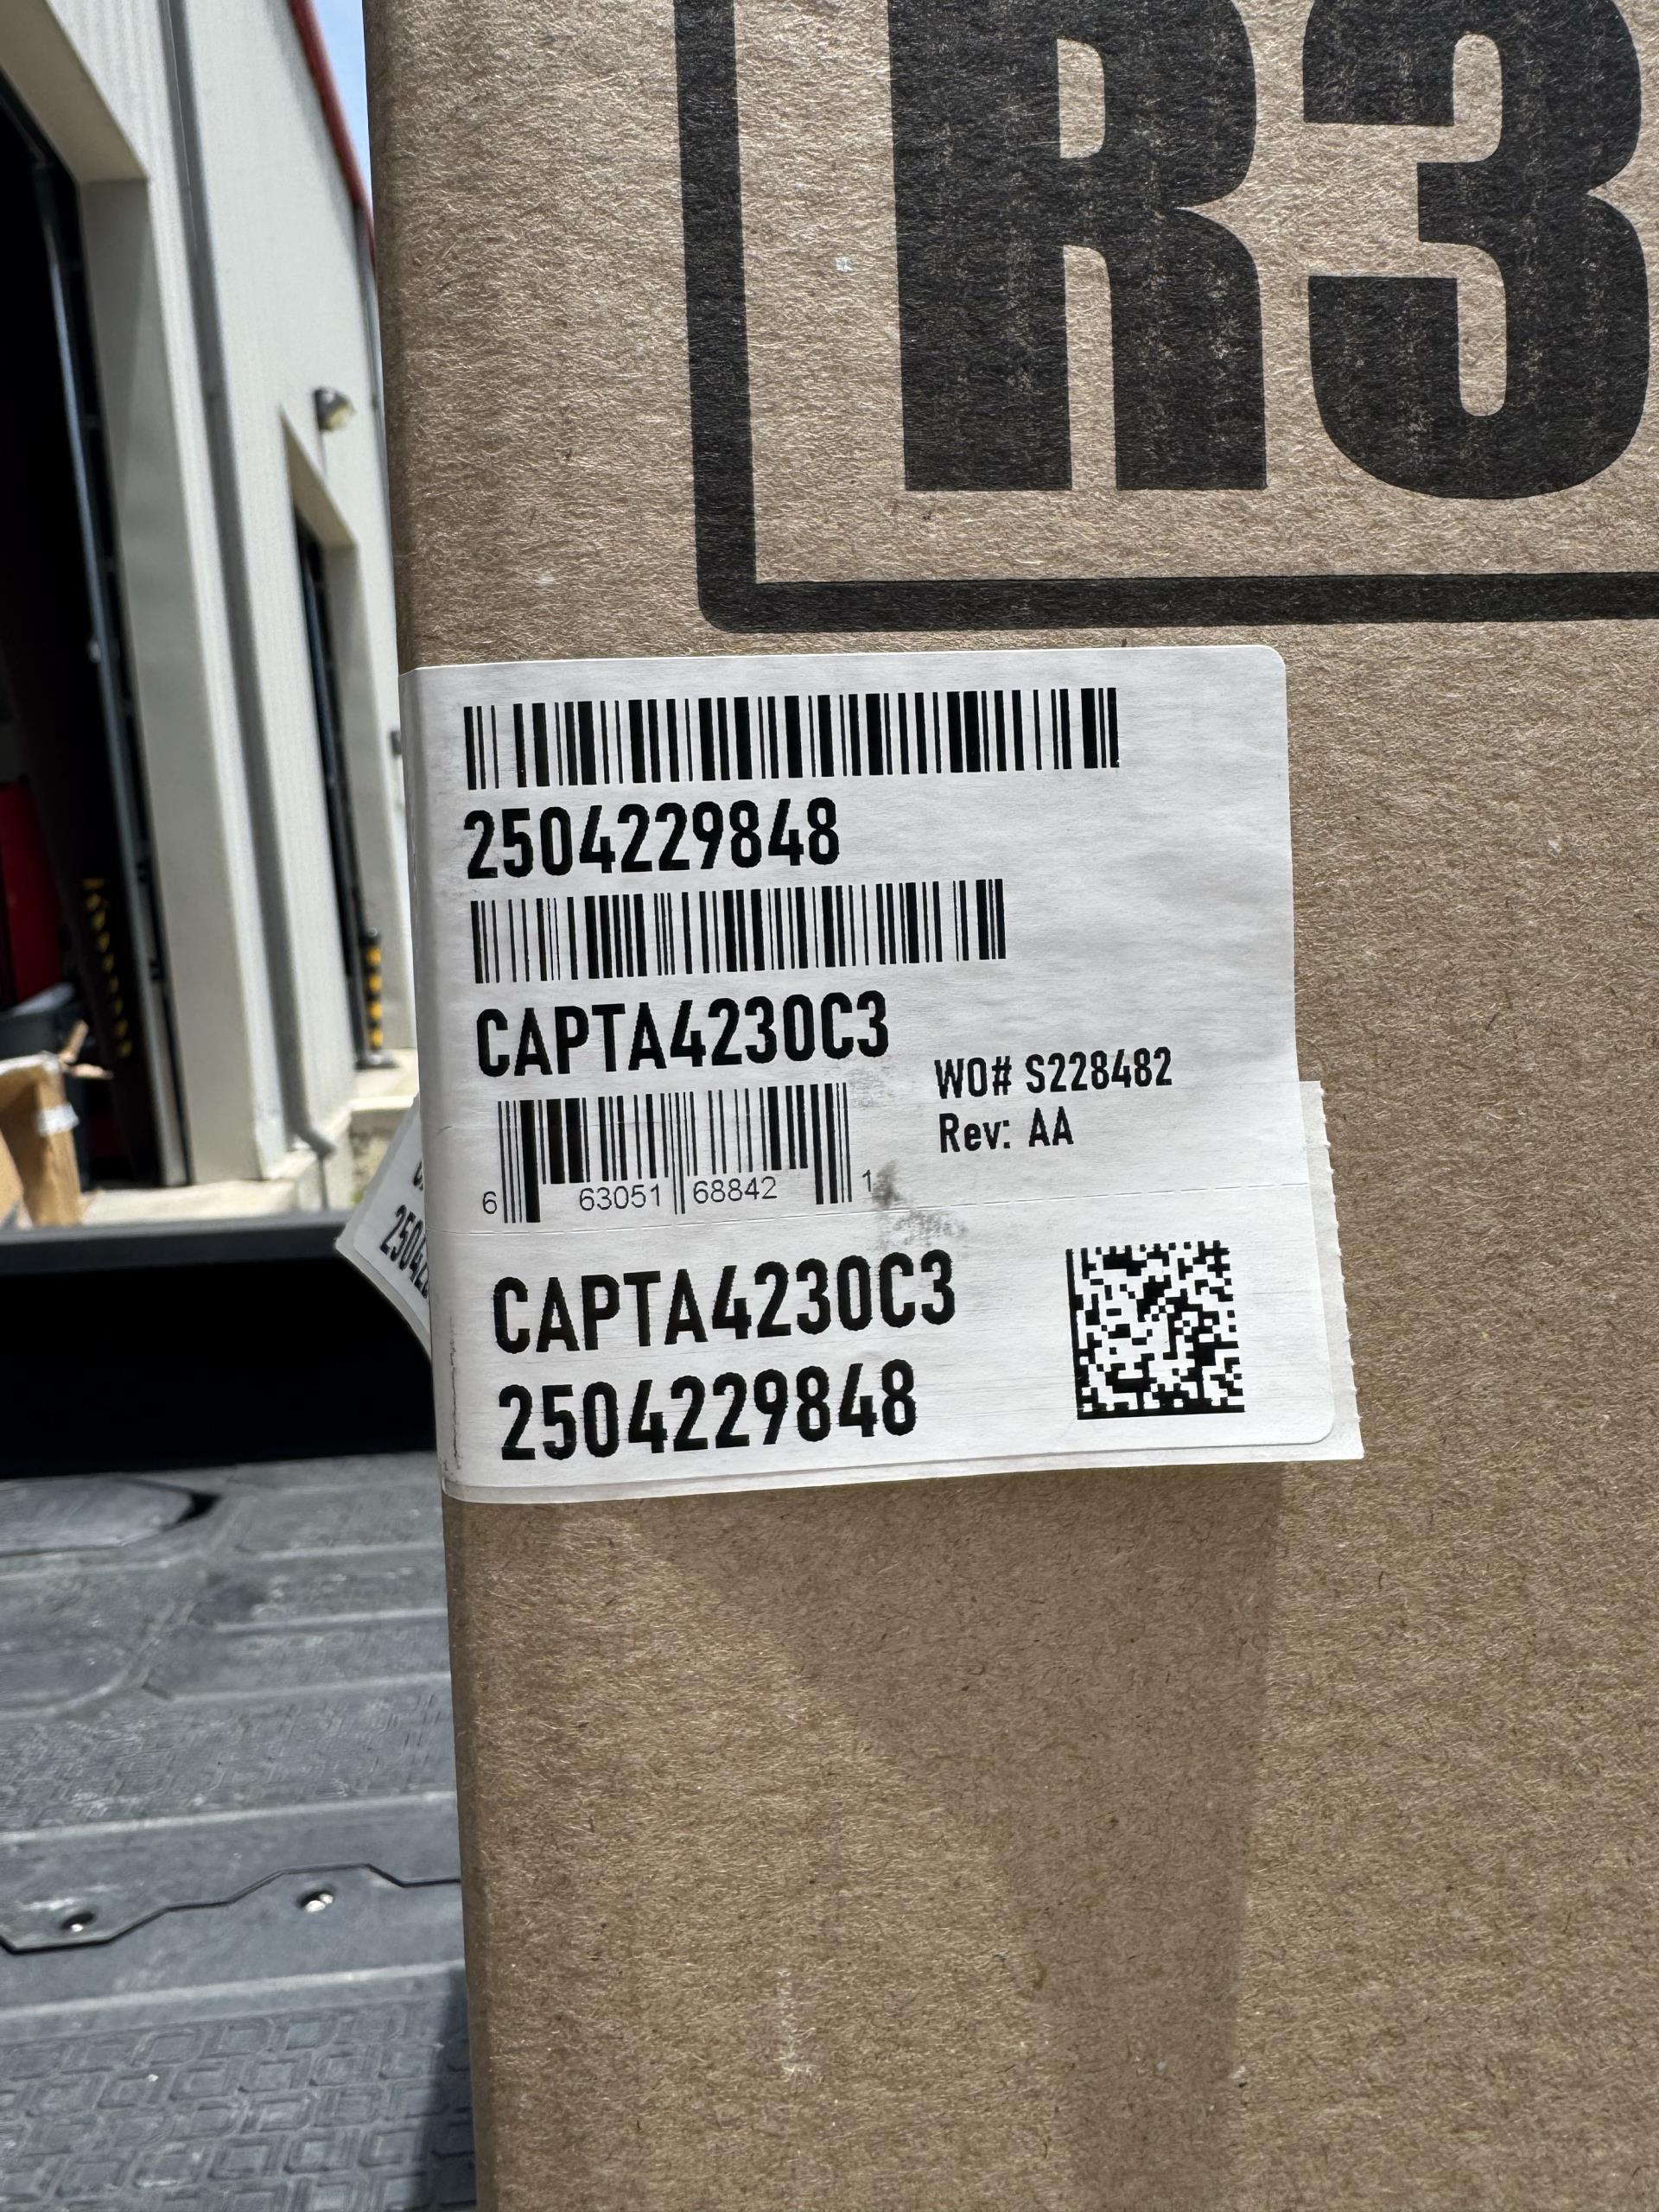 R3
2504229848
CAPTA4230C3
WO# S228482
Rev: AA
6 63051 68842 1
CAPTA4230C3
2504229848